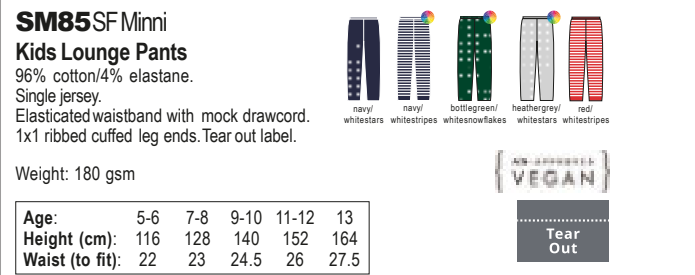 SM85 SF Minni
Kids Lounge Pants
96% cotton/4% elastane.
Single jersey.
Elasticated waistband with mock drawcord.
1x1 ribbed cuffed leg ends. Tear out label.
Weight: 180 gsm
Age: 5-6 7-8 9-10 11-12 13
Height (cm): 116 128 140 152 164
Waist (to fit): 22 23 24.5 26 27.5
navy/ whitestars
navy/ whitestripes
bottlegreen/ whitesnowflakes
heathergrey/ whitestars
red/ whitestripes
APPROVED
VEGAN
Tear
Out